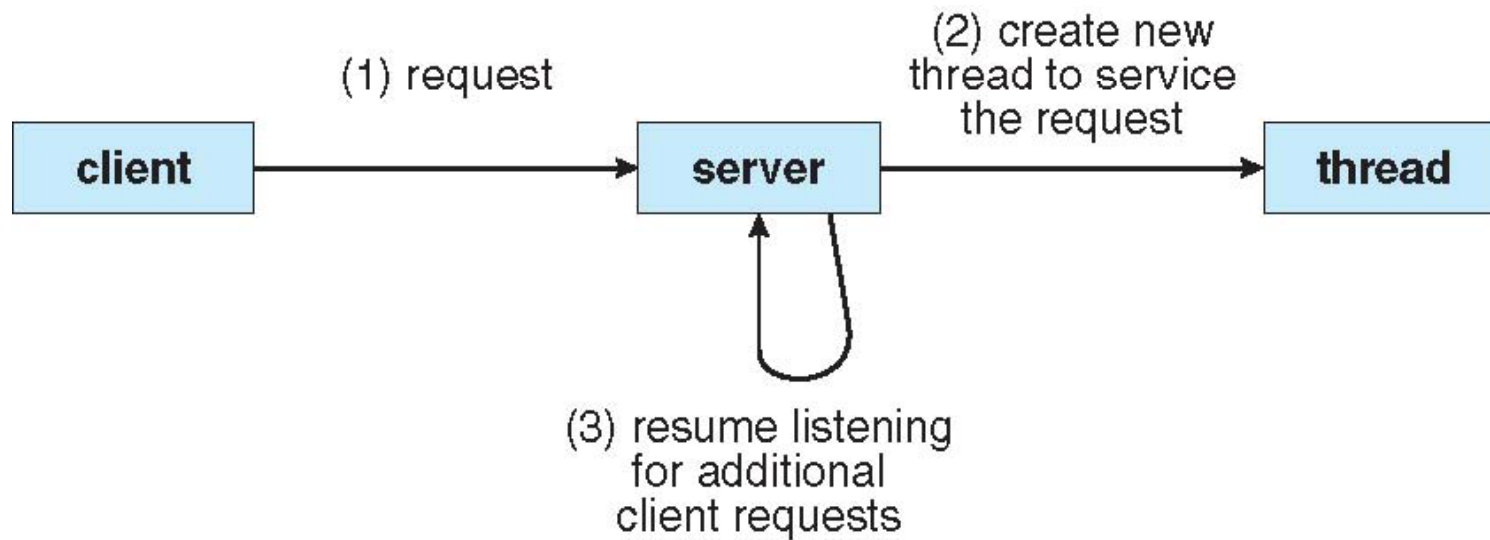 client
(1) request
server
(2) create new
thread to service
the request
thread
(3) resume listening
for additional
client requests